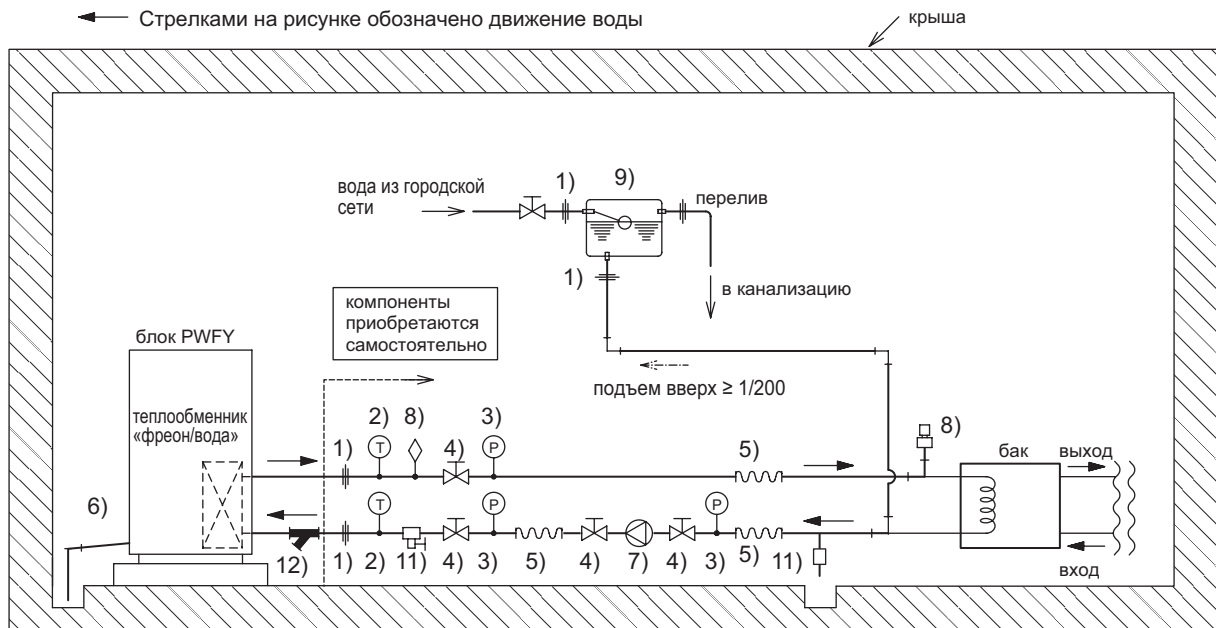 Стрелками на рисунке обозначено движение воды
крыша
вода из городской
сети
1)
9)
перелив
1)
в канализацию
компоненты
приобретаются
самостоятельно
блок PWFY
подъем вверх ≥ 1/200
теплообменник
«фреон/вода»
2)
8)
3)
1)
4)
5)
8)
T
P
бак
выход
6)
T
P
P
12)
1)
2)
11)
4)
3)
5)
4)
7)
4)
3)
5)
11)
вход